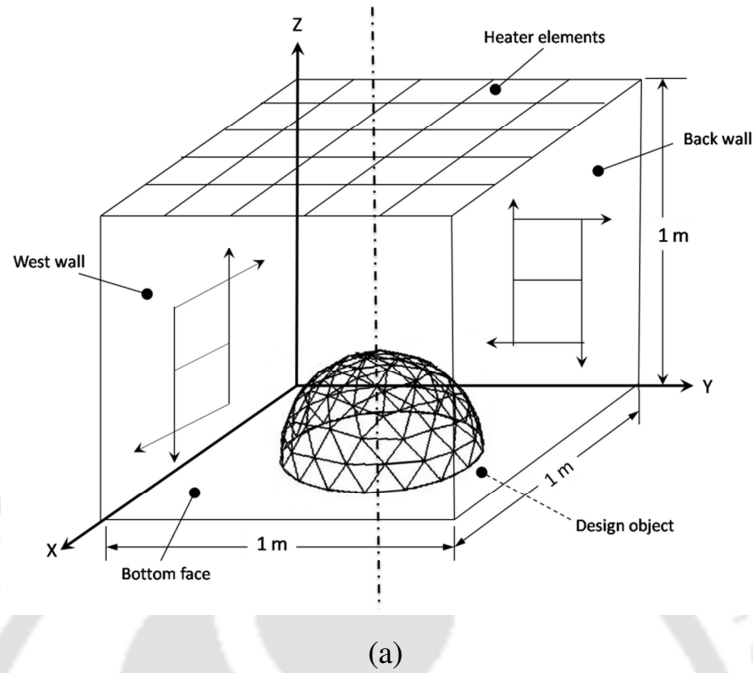 Z
Heater elements
Back wall
1 m
West wall
Y
1 m
Design object
X
1 m
Bottom face
(a)